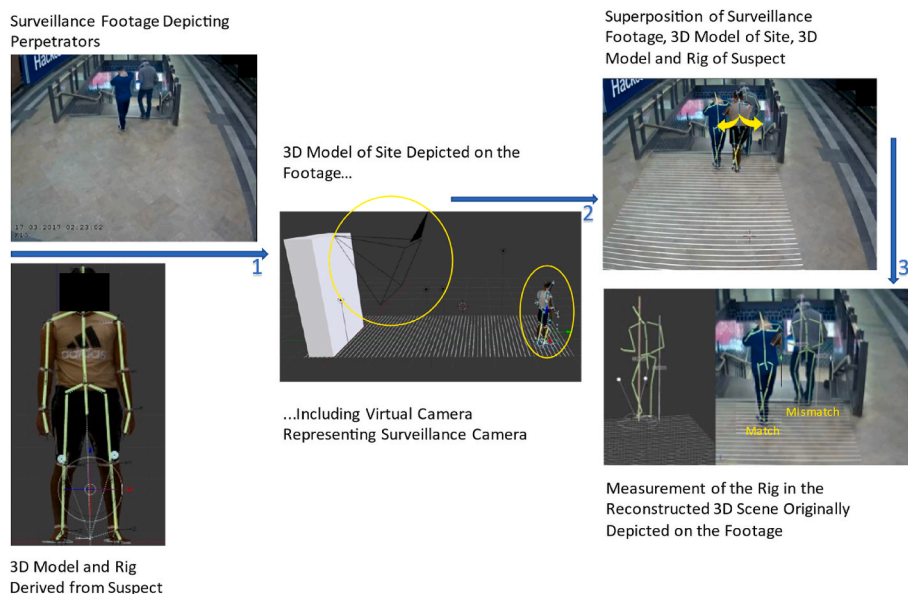 Surveillance Footage Depicting
Perpetrators
Hacke
17.03.2017 02:23:02
1
adidas
3D Model and Rig
Derived from Suspect
3D Model of Site Depicted on the
Footage...
2
...Including Virtual Camera
Representing Surveillance Camera
Superposition of Surveillance
Footage, 3D Model of Site, 3D
Model and Rig of Suspect
Hacke
3
Mismatch
Match
Measurement of the Rig in the
Reconstructed 3D Scene Originally
Depicted on the Footage